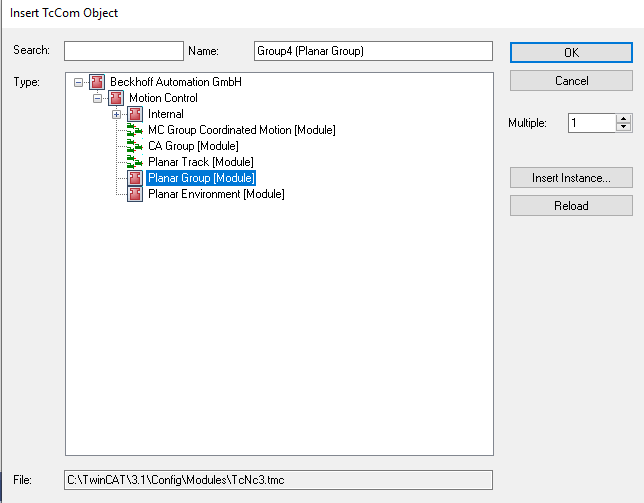 Insert TcCom Object
Search:
Name: Group4 (Planar Group)
OK
Type:
Beckhoff Automation GmbH
Cancel
Motion Control
Internal
Multiple: 1
MC Group Coordinated Motion [Module]
CA Group [Module]
Planar Track [Module]
Planar Group [Module]
Insert Instance...
Planar Environment [Module]
Reload
File: C:\TwinCAT\3.1\Config\Modules\TcNc3.tmc